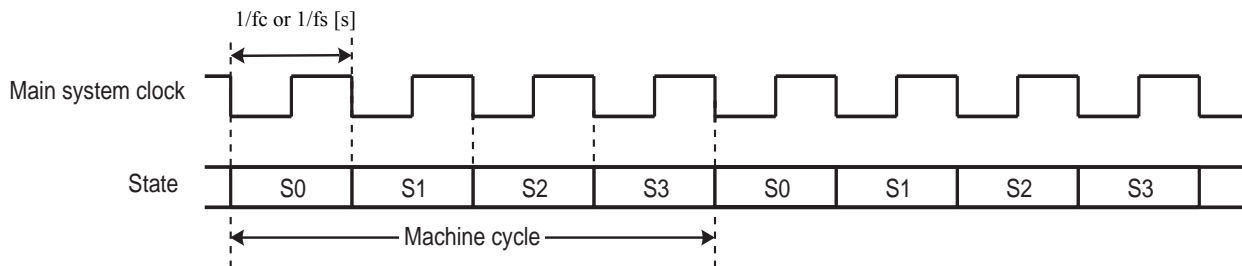 1/fc or 1/fs [s]
Main system clock
State
S0 S1 S2 S3 S0 S1 S2 S3
Machine cycle